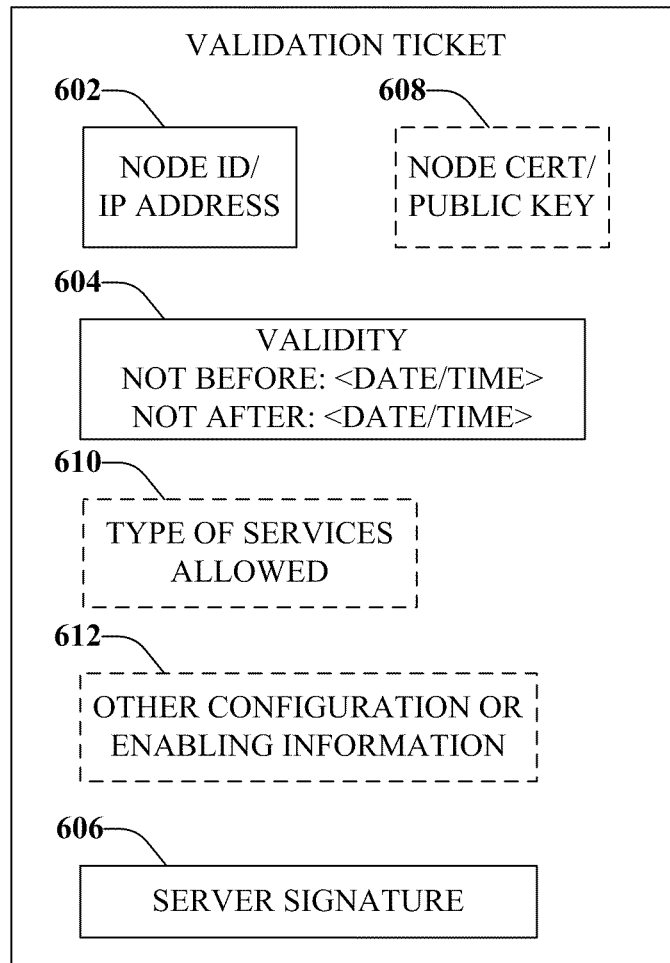 VALIDATION TICKET
602
608
NODE ID/
IP ADDRESS
NODE CERT/
PUBLIC KEY
604
VALIDITY
NOT BEFORE: <DATE/TIME>
NOT AFTER: <DATE/TIME>
610
TYPE OF SERVICES
ALLOWED
612
OTHER CONFIGURATION OR
ENABLING INFORMATION
606
SERVER SIGNATURE